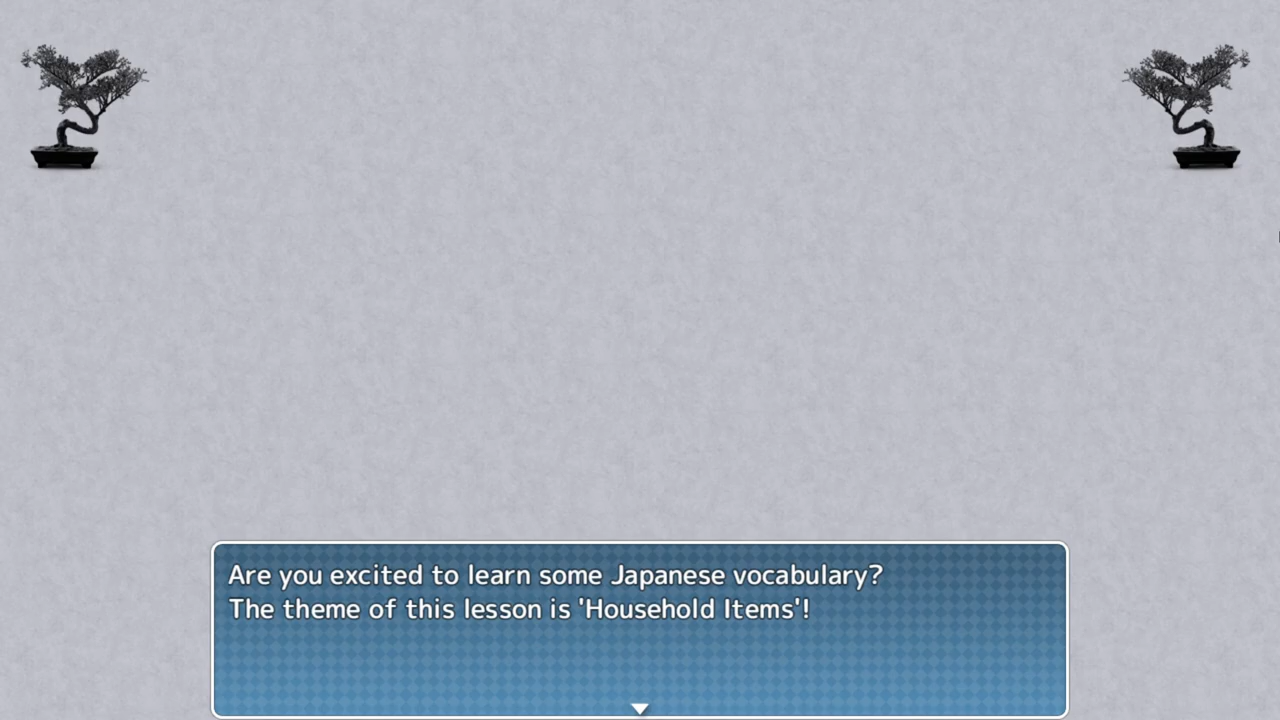 Are you excited to learn some Japanese vocabulary?
The theme of this lesson is 'Household Items'!